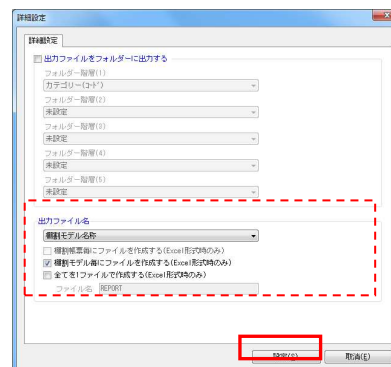 詳細設定
詳細設定
出力ファイルをフォルダーに出力する
フォルダー階層(1)
カテゴリー(コード)
フォルダー階層(2)
未設定
フォルダー階層(3)
未設定
フォルダー階層(4)
未設定
フォルダー階層(5)
未設定
出力ファイル名
棚割モデル名称
棚割帳票毎にファイルを作成する(Excel形式時のみ)
棚割モデル毎にファイルを作成する(Excel形式時のみ)
全てを1ファイルで作成する(Excel形式時のみ)
ファイル名 REPORT
設定(S) 取消(E)